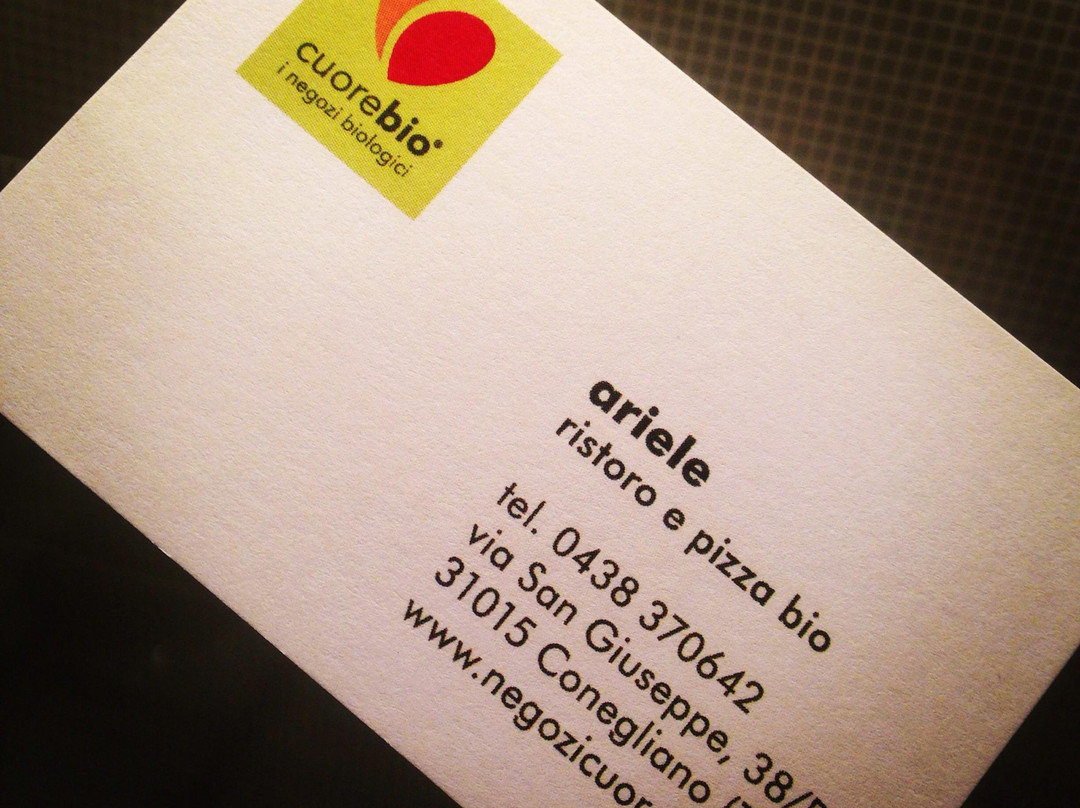 cuorebio®
i negozi biologici
ariele
ristoro e pizza bio
tel. 0438 370642
via San Giuseppe, 38/
31015 Conegliano (
www.negozicuor